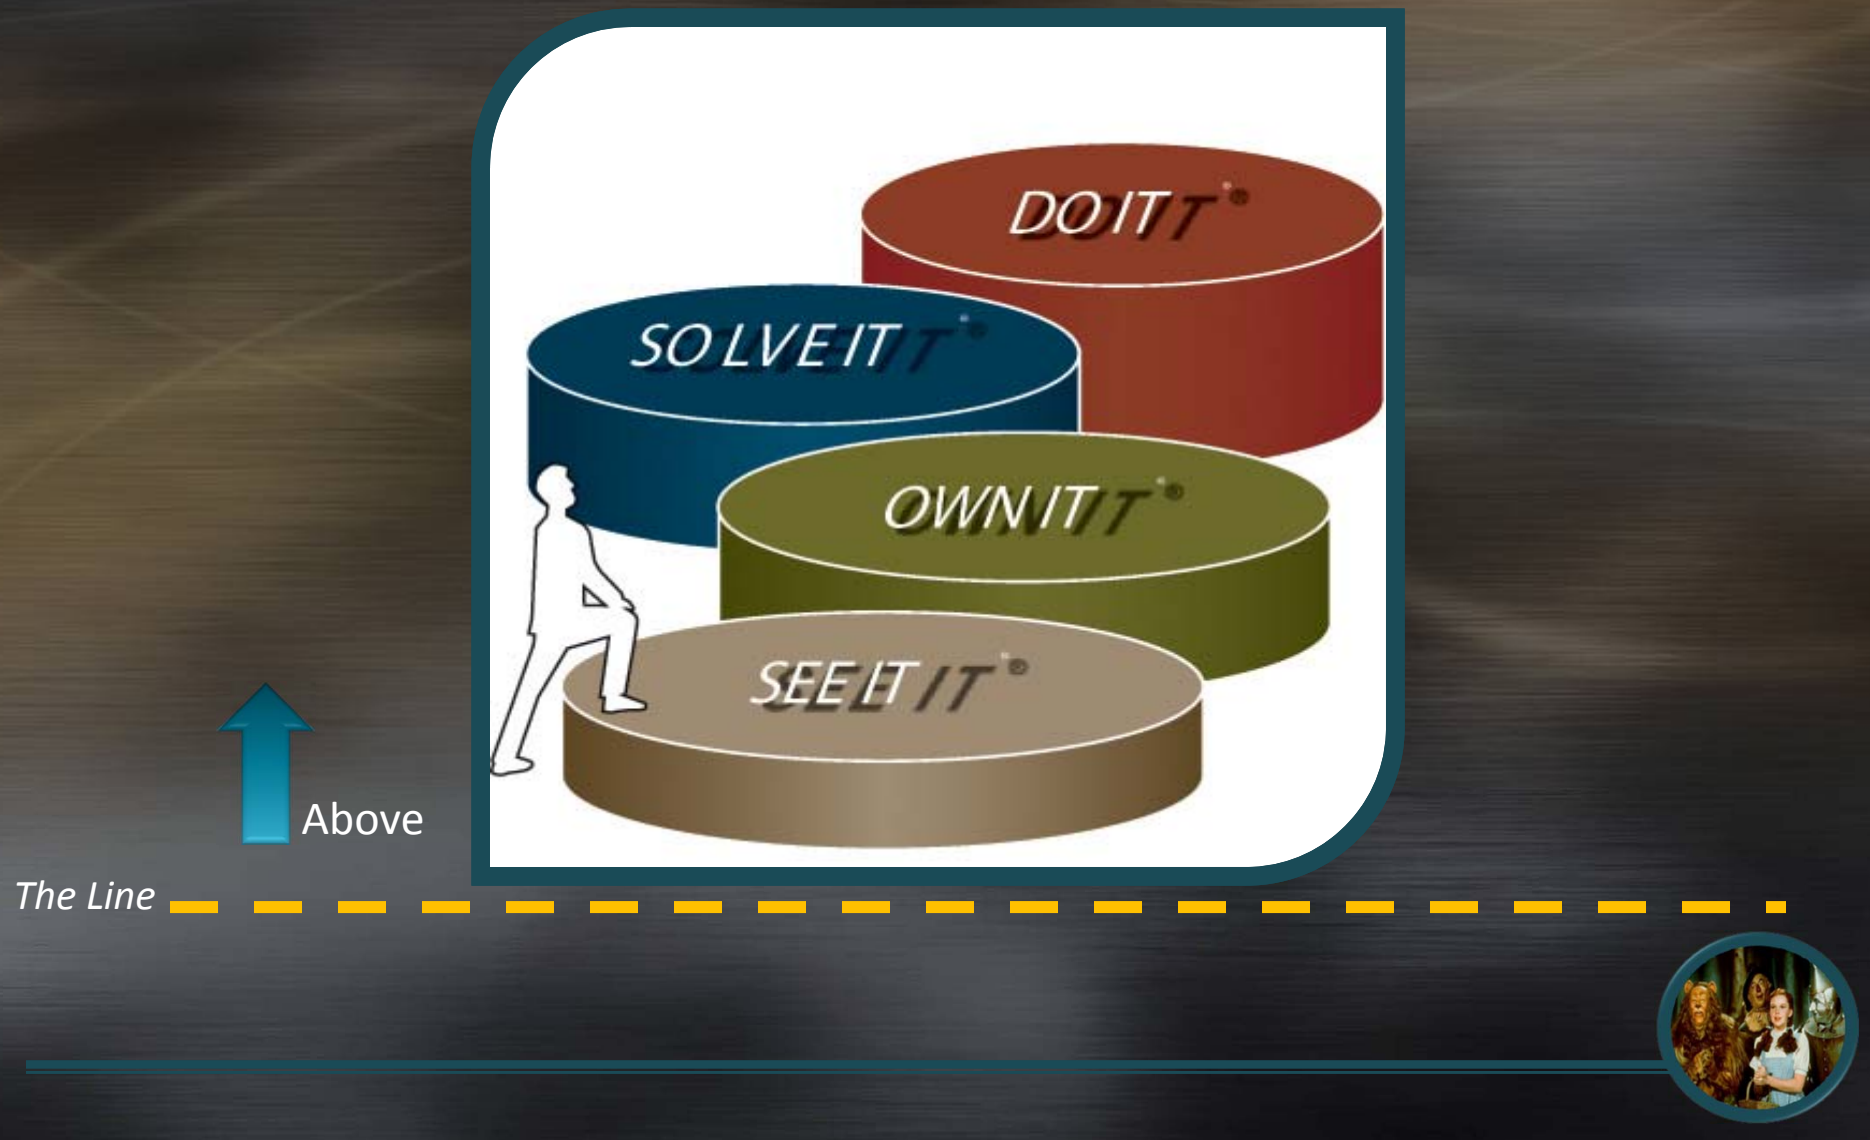 DO IT ®
SOLVE IT ®
OWN IT ®
SEE IT ®
Above
The Line